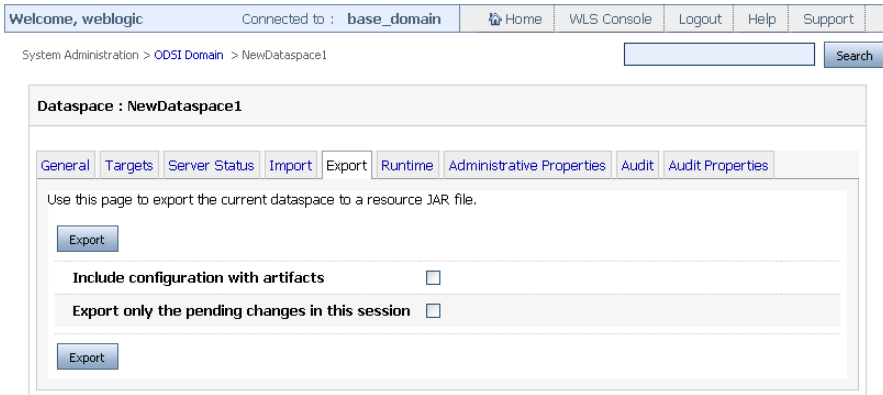 Welcome, weblogic Connected to : base_domain Home WLS Console Logout Help Support
System Administration > ODSI Domain > NewDataspace1 Search
Dataspace : NewDataspace1
General Targets Server Status Import Export Runtime Administrative Properties Audit Audit Properties
Use this page to export the current dataspace to a resource JAR file.
Export
Include configuration with artifacts
Export only the pending changes in this session
Export